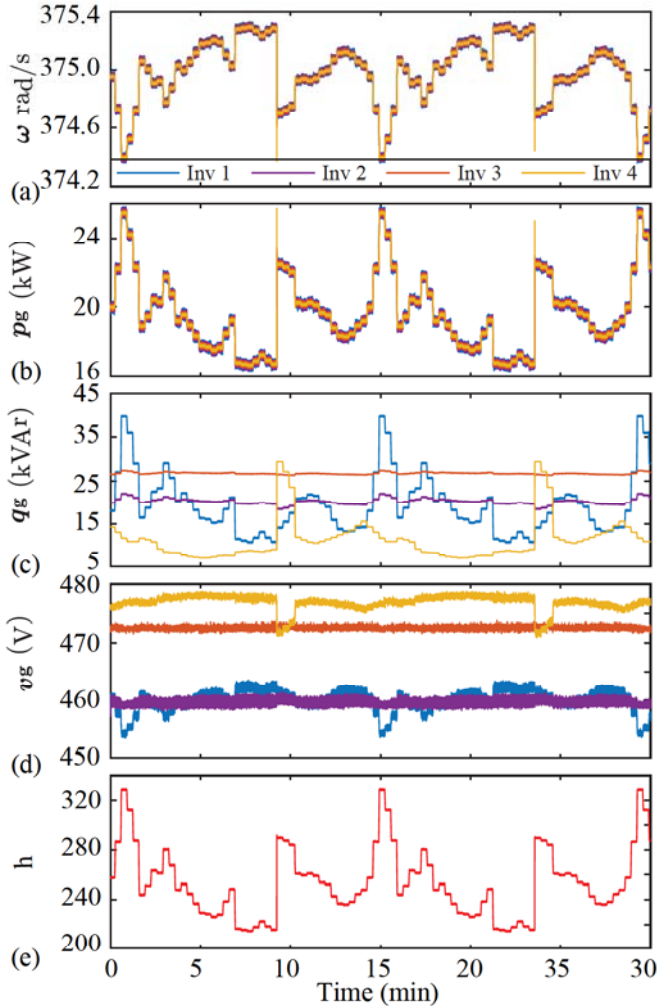 375.4
375.0
374.6
374.2
ω rad/s
(a)
Inv 1 Inv 2 Inv 3 Inv 4
24
20
16
pg (kW)
(b)
45
35
25
15
5
qg (kVAr)
(c)
480
470
460
450
vg (V)
(d)
320
280
240
200
h
(e)
0 5 10 15 20 35 30
Time (min)